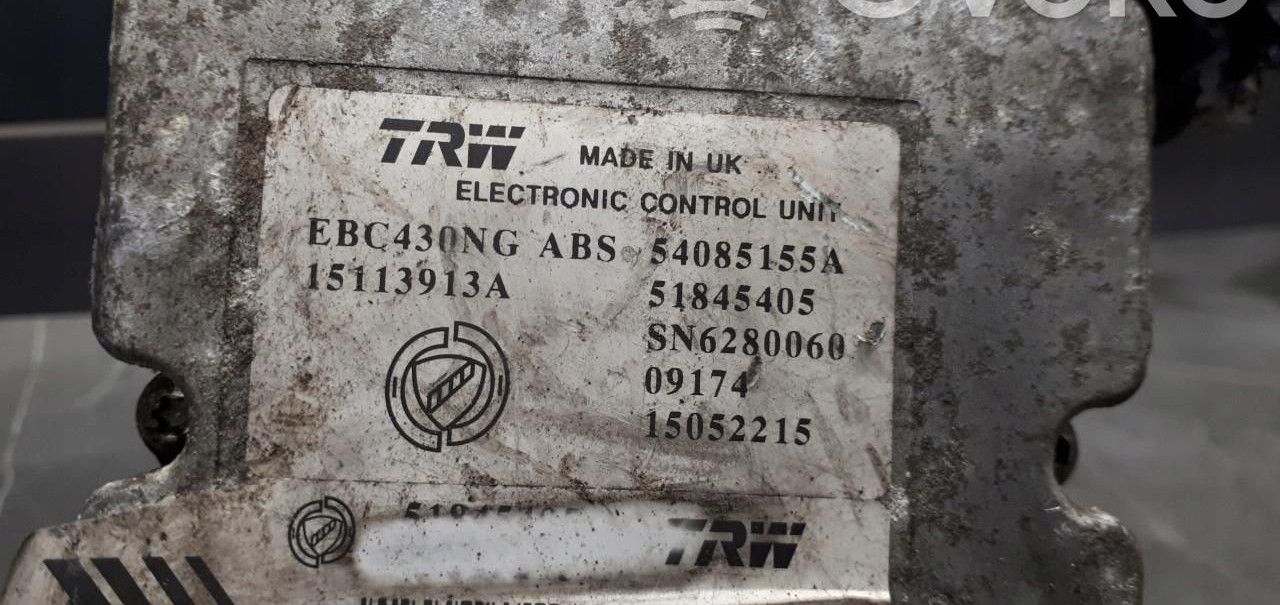 TRW MADE IN UK
ELECTRONIC CONTROL UNIT
EBC430NG ABS 54085155A
15113913A 51845405
SN6280060
09174
15052215
TRW